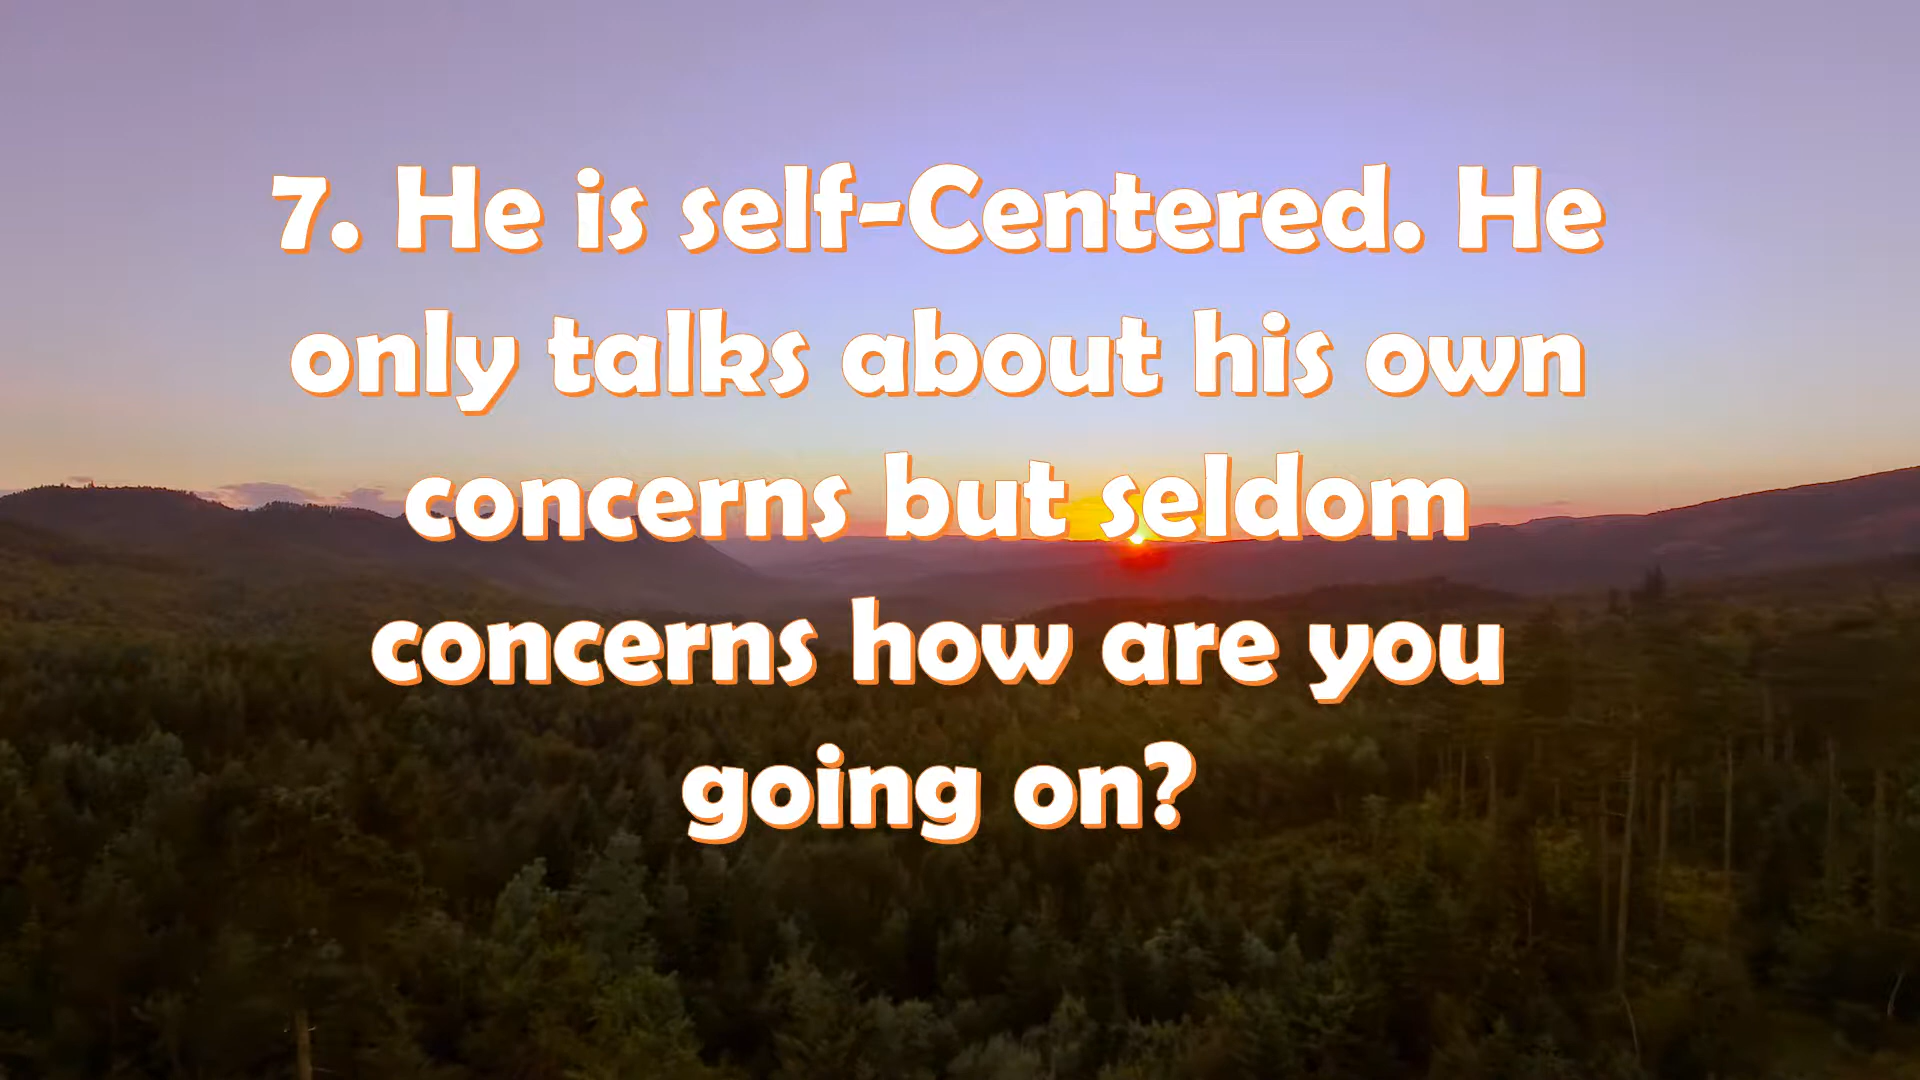 7. He is self-Centered. He
only talks about his own
concerns but seldom
concerns how are you
going on?